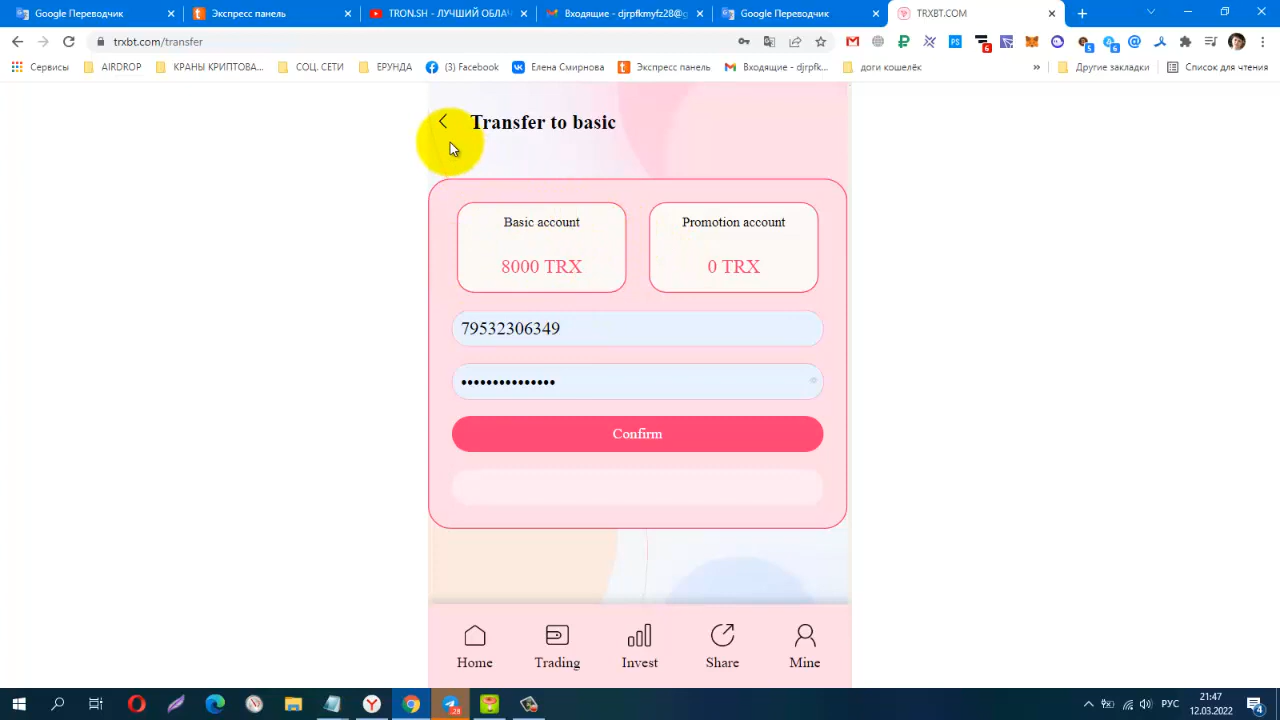 Google Переводчик
Экспресс панель
TRON.SH - ЛУЧШИЙ ОБЛАЧ
Входящие - djrpfkmyfz28@g
Google Переводчик
TRXBT.COM
trxbt.com/transfer
Сервисы
AIRDROP
КРАНЫ КРИПТОВА...
СОЦ. СЕТИ
ЕРУНДА
(3) Facebook
Елена Смирнова
Экспресс панель
Входящие - djrpfk...
доги кошелёк
»
Другие закладки
Список для чтения
Transfer to basic
Basic account
Promotion account
8000 TRX
0 TRX
79532306349
•••••••••••••••
Confirm
Home
Trading
Invest
Share
Mine
28
РУС
21:47
12.03.2022
4